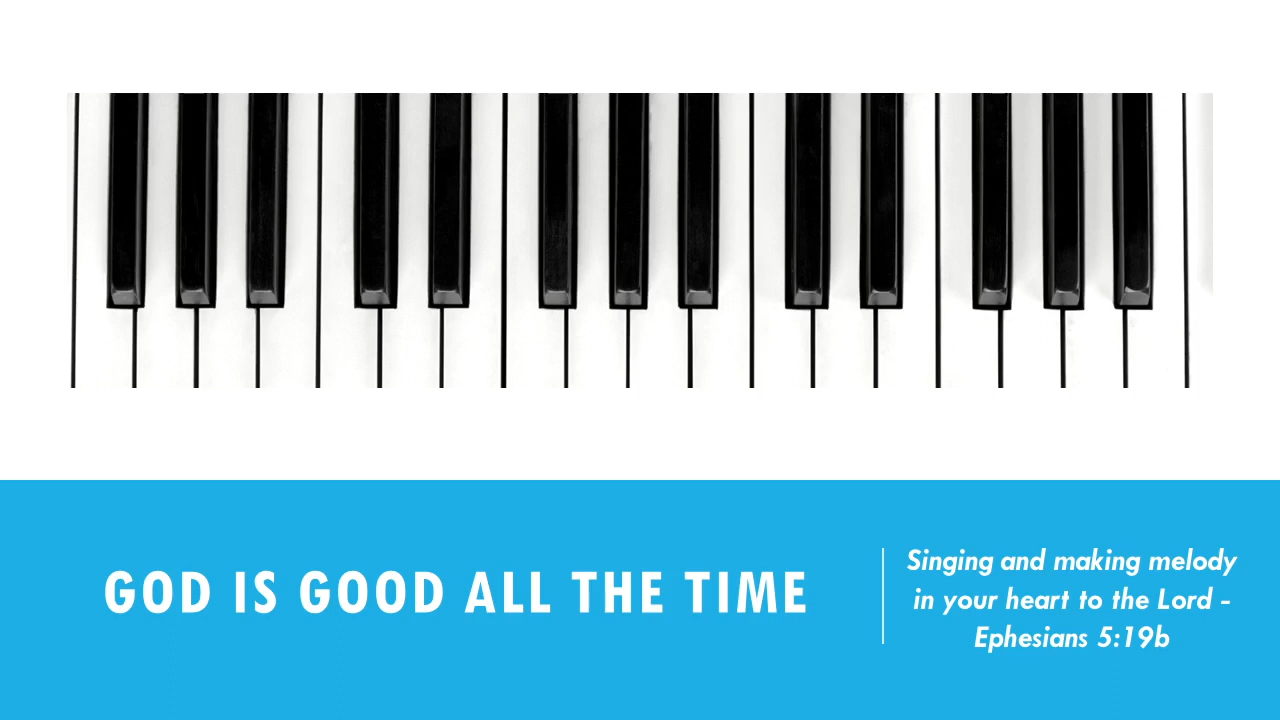 GOD IS GOOD ALL THE TIME
Singing and making melody
in your heart to the Lord -
Ephesians 5:19b